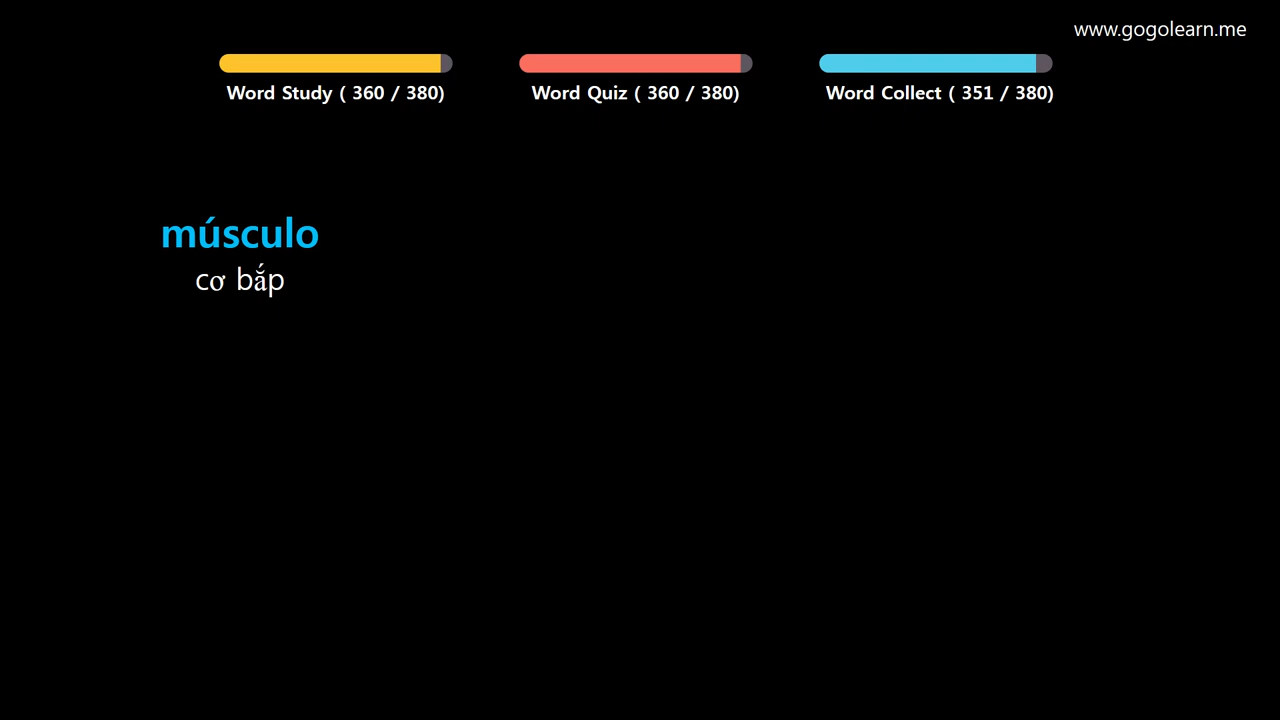 www.gogolearn.me
Word Study ( 360 / 380)
Word Quiz ( 360 / 380)
Word Collect ( 351 / 380)
músculo
cơ bắp